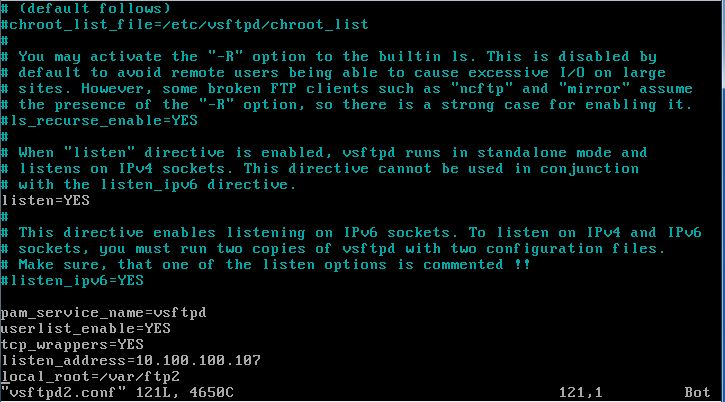 # (default follows)
#chroot_list_file=/etc/vsftpd/chroot_list
#
# You may activate the "-R" option to the builtin ls. This is disabled by
# default to avoid remote users being able to cause excessive I/O on large
# sites. However, some broken FTP clients such as "ncftp" and "mirror" assume
# the presence of the "-R" option, so there is a strong case for enabling it.
#ls_recurse_enable=YES
#
# When "listen" directive is enabled, vsftpd runs in standalone mode and
# listens on IPv4 sockets. This directive cannot be used in conjunction
# with the listen_ipv6 directive.
listen=YES
#
# This directive enables listening on IPv6 sockets. To listen on IPv4 and IPv6
# sockets, you must run two copies of vsftpd with two configuration files.
# Make sure, that one of the listen options is commented !!
#listen_ipv6=YES
pam_service_name=vsftpd
userlist_enable=YES
tcp_wrappers=YES
listen_address=10.100.100.107
local_root=/var/ftp2
"vsftpd2.conf" 121L, 4650C 121,1 Bot